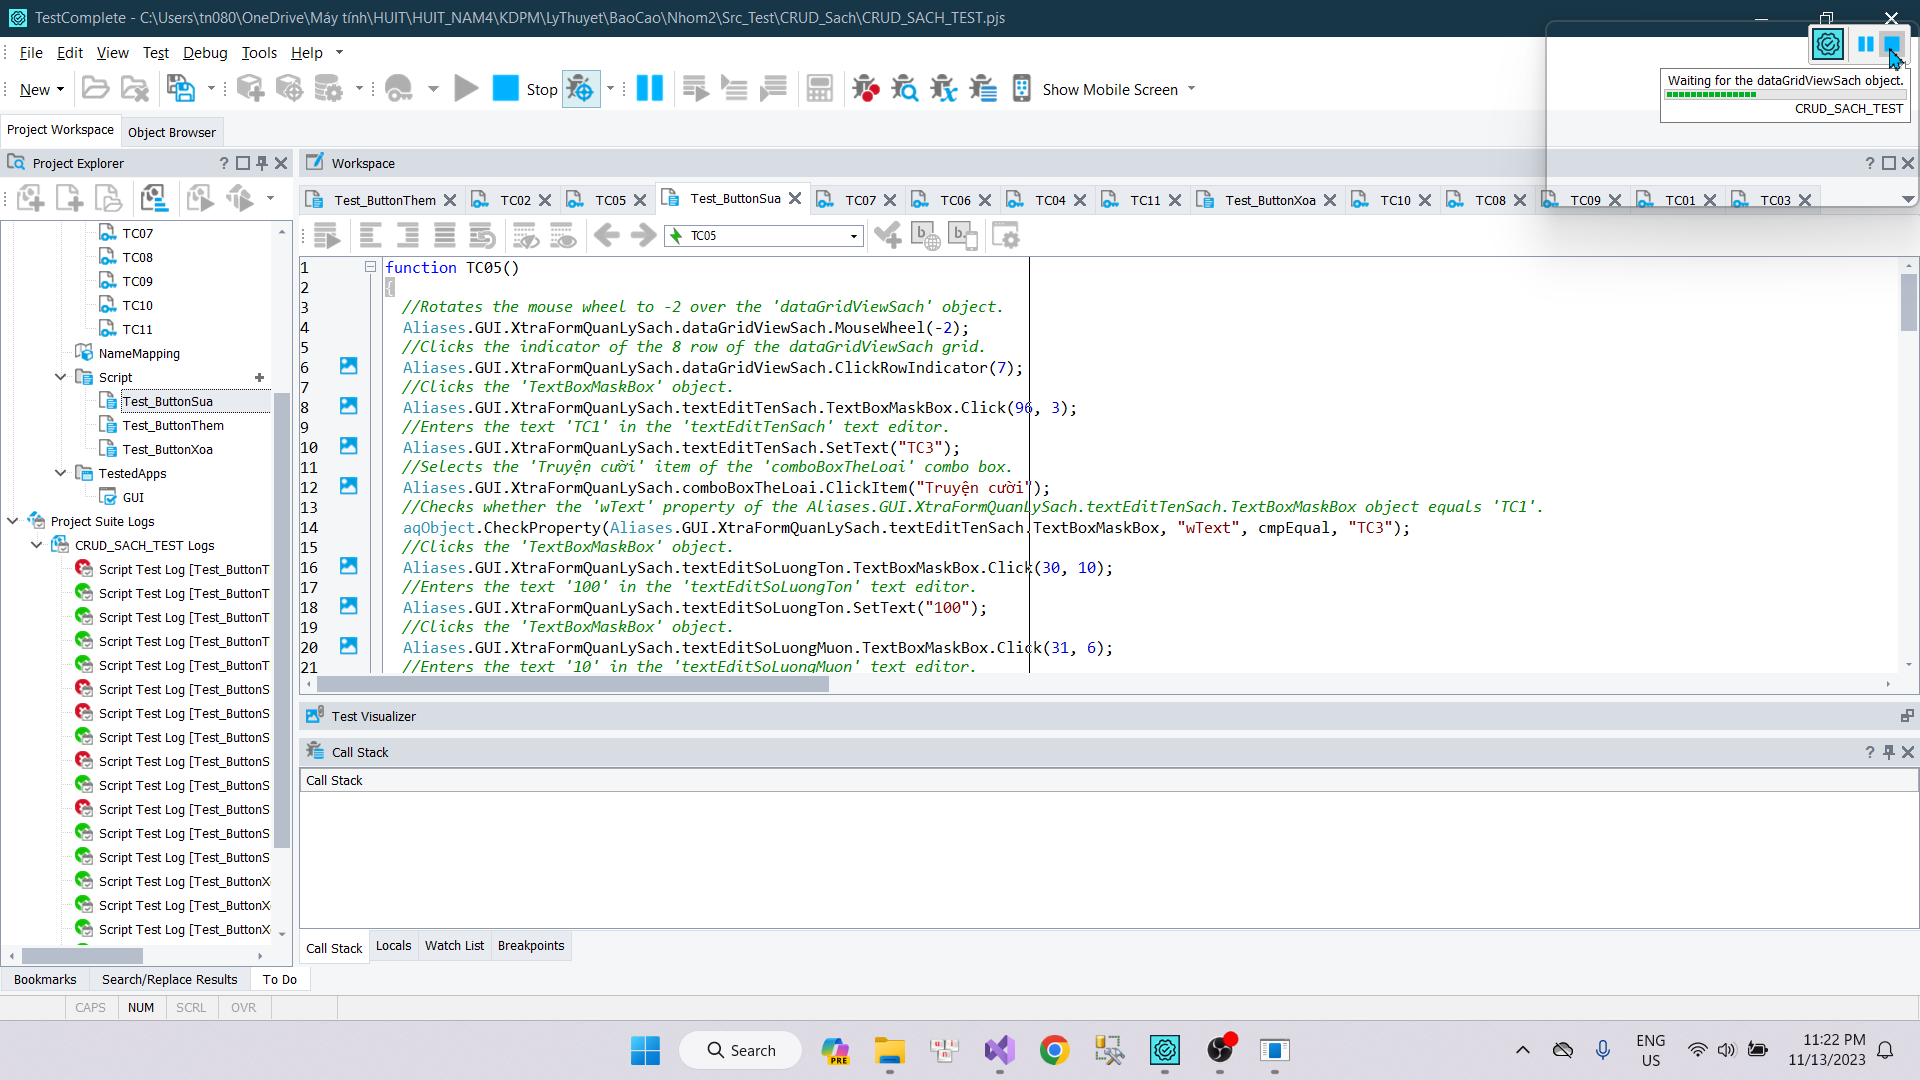 TestComplete - C:\Users\tn080\OneDrive\Máy tính\HUIT\HUIT_NAM4\KDPM\LyThuyet\BaoCao\Nhom2\Src_Test\CRUD_Sach\CRUD_SACH_TEST.pjs
File Edit View Test Debug Tools Help
New Stop Show Mobile Screen
Waiting for the dataGridViewSach object.
CRUD_SACH_TEST
Project Workspace Object Browser
Project Explorer
Workspace
Test_ButtonThem TC02 TC05 Test_ButtonSua TC07 TC06 TC04 TC11 Test_ButtonXoa TC10 TC08 TC09 TC01 TC03
TC05
TC07
TC08
TC09
TC10
TC11
NameMapping
Script
Test_ButtonSua
Test_ButtonThem
Test_ButtonXoa
TestedApps
GUI
Project Suite Logs
CRUD_SACH_TEST Logs
Script Test Log [Test_ButtonT
Script Test Log [Test_ButtonT
Script Test Log [Test_ButtonT
Script Test Log [Test_ButtonT
Script Test Log [Test_ButtonT
Script Test Log [Test_ButtonS
Script Test Log [Test_ButtonS
Script Test Log [Test_ButtonS
Script Test Log [Test_ButtonS
Script Test Log [Test_ButtonS
Script Test Log [Test_ButtonS
Script Test Log [Test_ButtonS
Script Test Log [Test_ButtonS
Script Test Log [Test_ButtonX
Script Test Log [Test_ButtonX
Script Test Log [Test_ButtonX
1 function TC05()
2 {
3 //Rotates the mouse wheel to -2 over the 'dataGridViewSach' object.
4 Aliases.GUI.XtraFormQuanLySach.dataGridViewSach.MouseWheel(-2);
5 //Clicks the indicator of the 8 row of the dataGridViewSach grid.
6 Aliases.GUI.XtraFormQuanLySach.dataGridViewSach.ClickRowIndicator(7);
7 //Clicks the 'TextBoxMaskBox' object.
8 Aliases.GUI.XtraFormQuanLySach.textEditTenSach.TextBoxMaskBox.Click(96, 3);
9 //Enters the text 'TC1' in the 'textEditTenSach' text editor.
10 Aliases.GUI.XtraFormQuanLySach.textEditTenSach.SetText("TC3");
11 //Selects the 'Truyện cười' item of the 'comboBoxTheLoai' combo box.
12 Aliases.GUI.XtraFormQuanLySach.comboBoxTheLoai.ClickItem("Truyện cười");
13 //Checks whether the 'wText' property of the Aliases.GUI.XtraFormQuanLySach.textEditTenSach.TextBoxMaskBox object equals 'TC1'.
14 aqObject.CheckProperty(Aliases.GUI.XtraFormQuanLySach.textEditTenSach.TextBoxMaskBox, "wText", cmpEqual, "TC3");
15 //Clicks the 'TextBoxMaskBox' object.
16 Aliases.GUI.XtraFormQuanLySach.textEditSoLuongTon.TextBoxMaskBox.Click(30, 10);
17 //Enters the text '100' in the 'textEditSoLuongTon' text editor.
18 Aliases.GUI.XtraFormQuanLySach.textEditSoLuongTon.SetText("100");
19 //Clicks the 'TextBoxMaskBox' object.
20 Aliases.GUI.XtraFormQuanLySach.textEditSoLuongMuon.TextBoxMaskBox.Click(31, 6);
21 //Enters the text '10' in the 'textEditSoLuongMuon' text editor.
Test Visualizer
Call Stack
Call Stack
Call Stack Locals Watch List Breakpoints
Bookmarks Search/Replace Results To Do
CAPS NUM SCRL OVR
Search
PRE
ENG
US
11:22 PM
11/13/2023